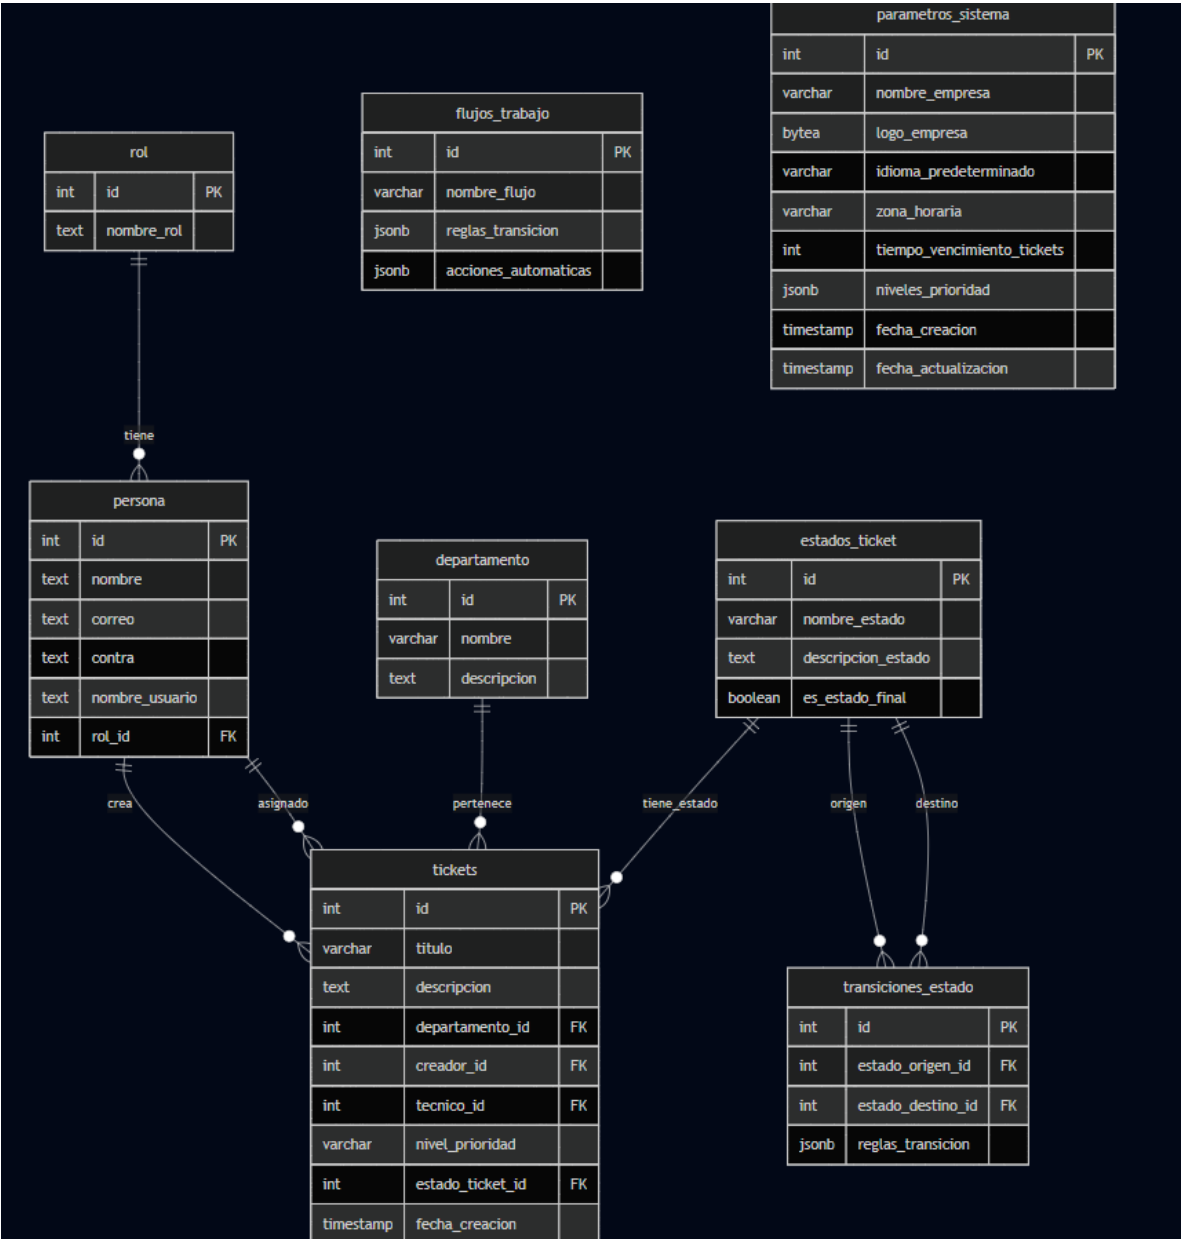 parametros_sistema
int id PK
varchar nombre_empresa
bytea logo_empresa
varchar idioma_predeterminado
varchar zona_horaria
int tiempo_vencimiento_tickets
jsonb niveles_prioridad
timestamp fecha_creacion
timestamp fecha_actualizacion
flujos_trabajo
int id PK
varchar nombre_flujo
jsonb reglas_transicion
jsonb acciones_automaticas
rol
int id PK
text nombre_rol
tiene
persona
int id PK
text nombre
text correo
text contra
text nombre_usuario
int rol_id FK
departamento
int id PK
varchar nombre
text descripcion
estados_ticket
int id PK
varchar nombre_estado
text descripcion_estado
boolean es_estado_final
crea
asignado
pertenece
tiene_estado
origen
destino
tickets
int id PK
varchar titulo
text descripcion
int departamento_id FK
int creador_id FK
int tecnico_id FK
varchar nivel_prioridad
int estado_ticket_id FK
timestamp fecha_creacion
transiciones_estado
int id PK
int estado_origen_id FK
int estado_destino_id FK
jsonb reglas_transicion